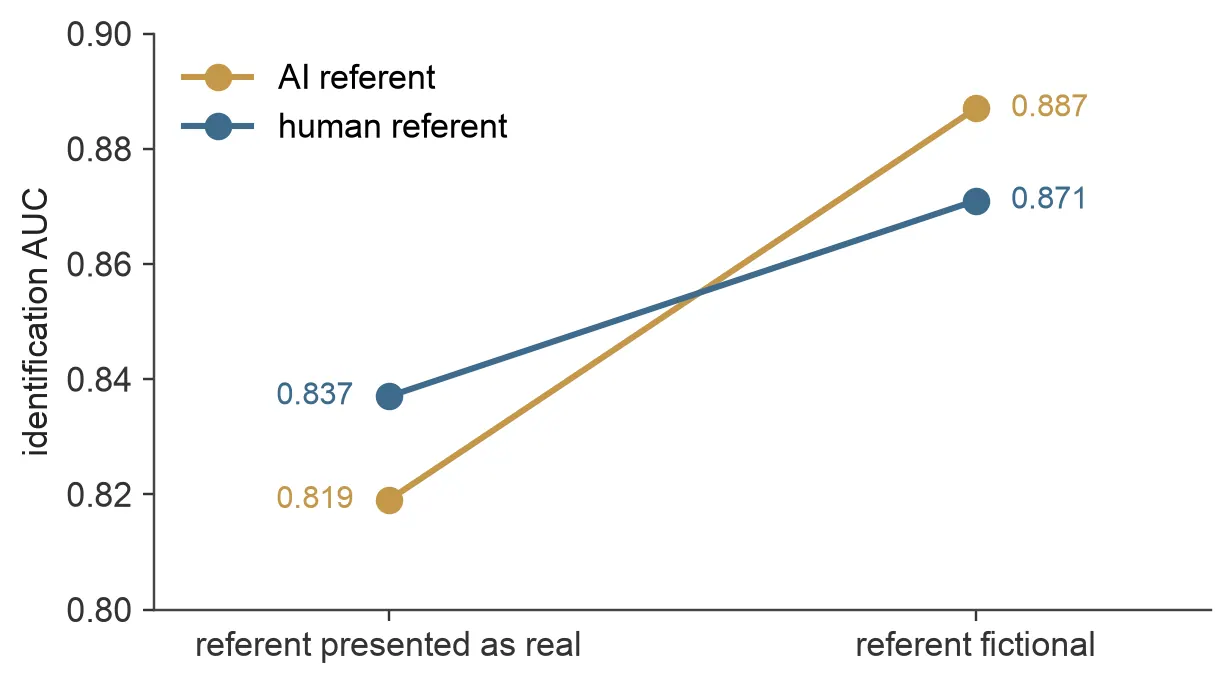 0.90
0.88
0.86
0.84
0.82
0.80
identification AUC
AI referent
human referent
0.887
0.871
0.837
0.819
referent presented as real
referent fictional